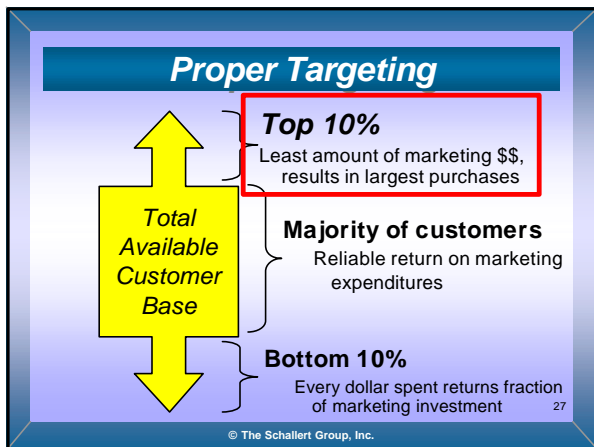 Proper Targeting
Top 10%
Least amount of marketing $$,
results in largest purchases
Total
Available
Customer
Base
Majority of customers
Reliable return on marketing
expenditures
Bottom 10%
Every dollar spent returns fraction
of marketing investment
27
© The Schallert Group, Inc.